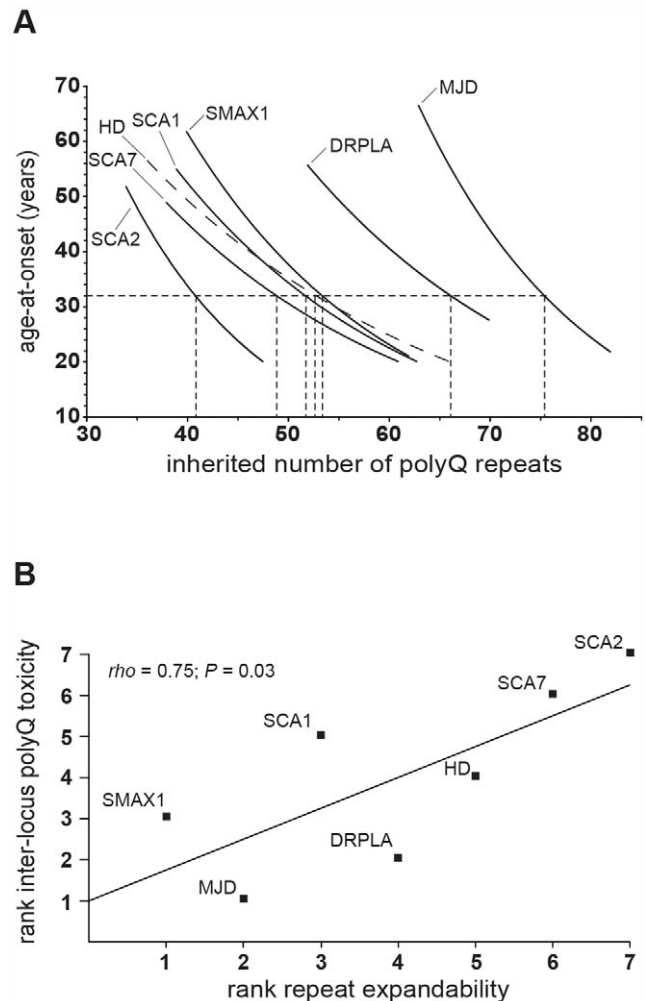 A
70
60
50
40
30
20
10
age-at-onset (years)
HD
SCA1
SMAX1
SCA7
SCA2
DRPLA
MJD
30
40
50
60
70
80
inherited number of polyQ repeats
B
rho = 0.75; P = 0.03
7
6
5
4
3
2
1
rank inter-locus polyQ toxicity
SCA2
SCA7
SCA1
HD
SMAX1
DRPLA
MJD
1
2
3
4
5
6
7
rank repeat expandability